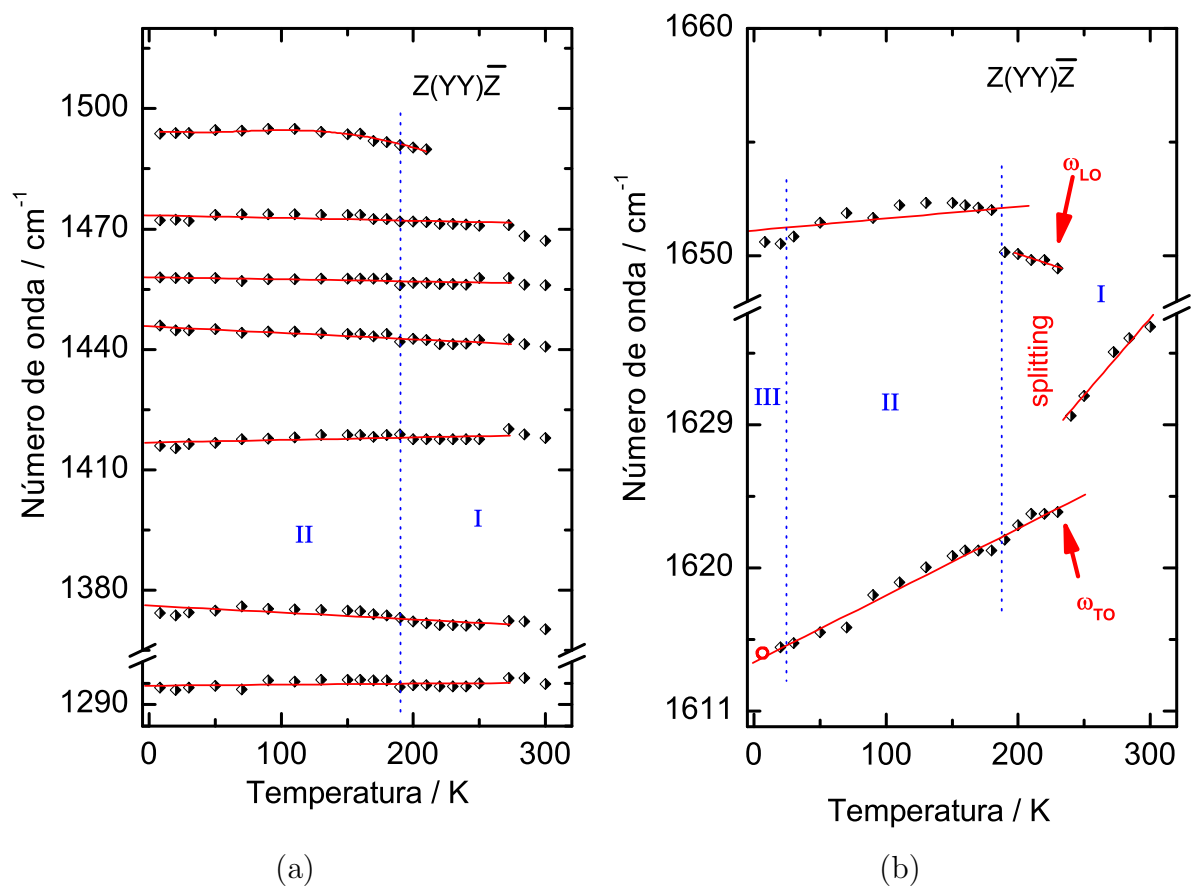 Z(YY)Z̅
1500
1470
1440
1410
1380
1290
Número de onda / cm⁻¹
II
I
0
100
200
300
Temperatura / K
(a)
1660
Z(YY)Z̅
ω_LO
1650
I
splitting
III
II
1629
1620
ω_TO
1611
Número de onda / cm⁻¹
0
100
200
300
Temperatura / K
(b)